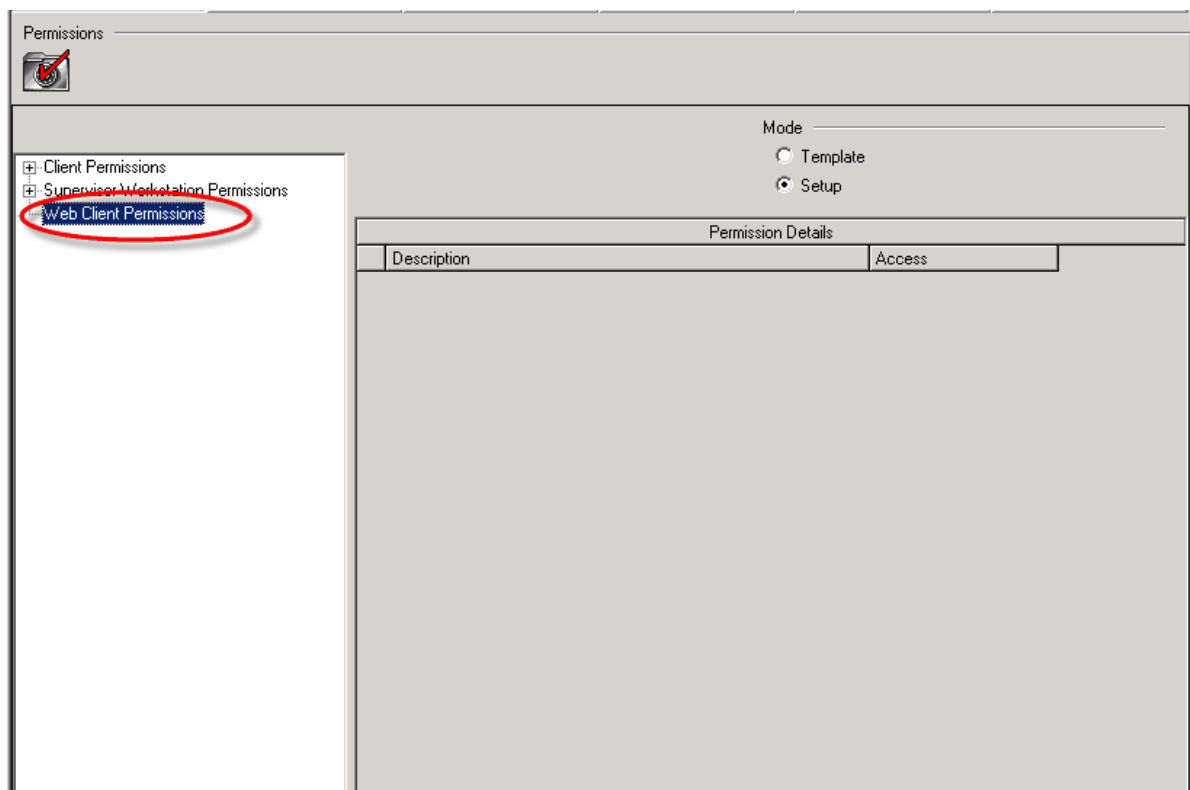 Permissions
Mode
Template
Setup
Client Permissions
Supervisor Workstation Permissions
Web Client Permissions
Permission Details
Description Access